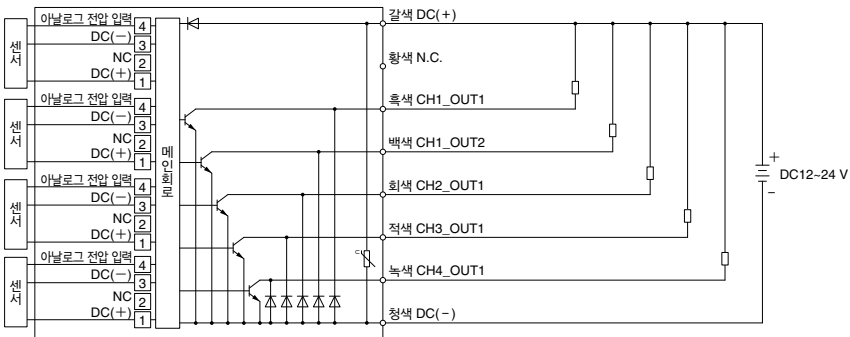 센서
아날로그 전압 입력 4
DC(−) 3
NC 2
DC(+) 1
센서
아날로그 전압 입력 4
DC(−) 3
NC 2
DC(+) 1
센서
아날로그 전압 입력 4
DC(−) 3
NC 2
DC(+) 1
센서
아날로그 전압 입력 4
DC(−) 3
NC 2
DC(+) 1
메인회로
갈색 DC(+)
황색 N.C.
흑색 CH1_OUT1
백색 CH1_OUT2
회색 CH2_OUT1
적색 CH3_OUT1
녹색 CH4_OUT1
청색 DC(-)
+
DC12~24 V
-